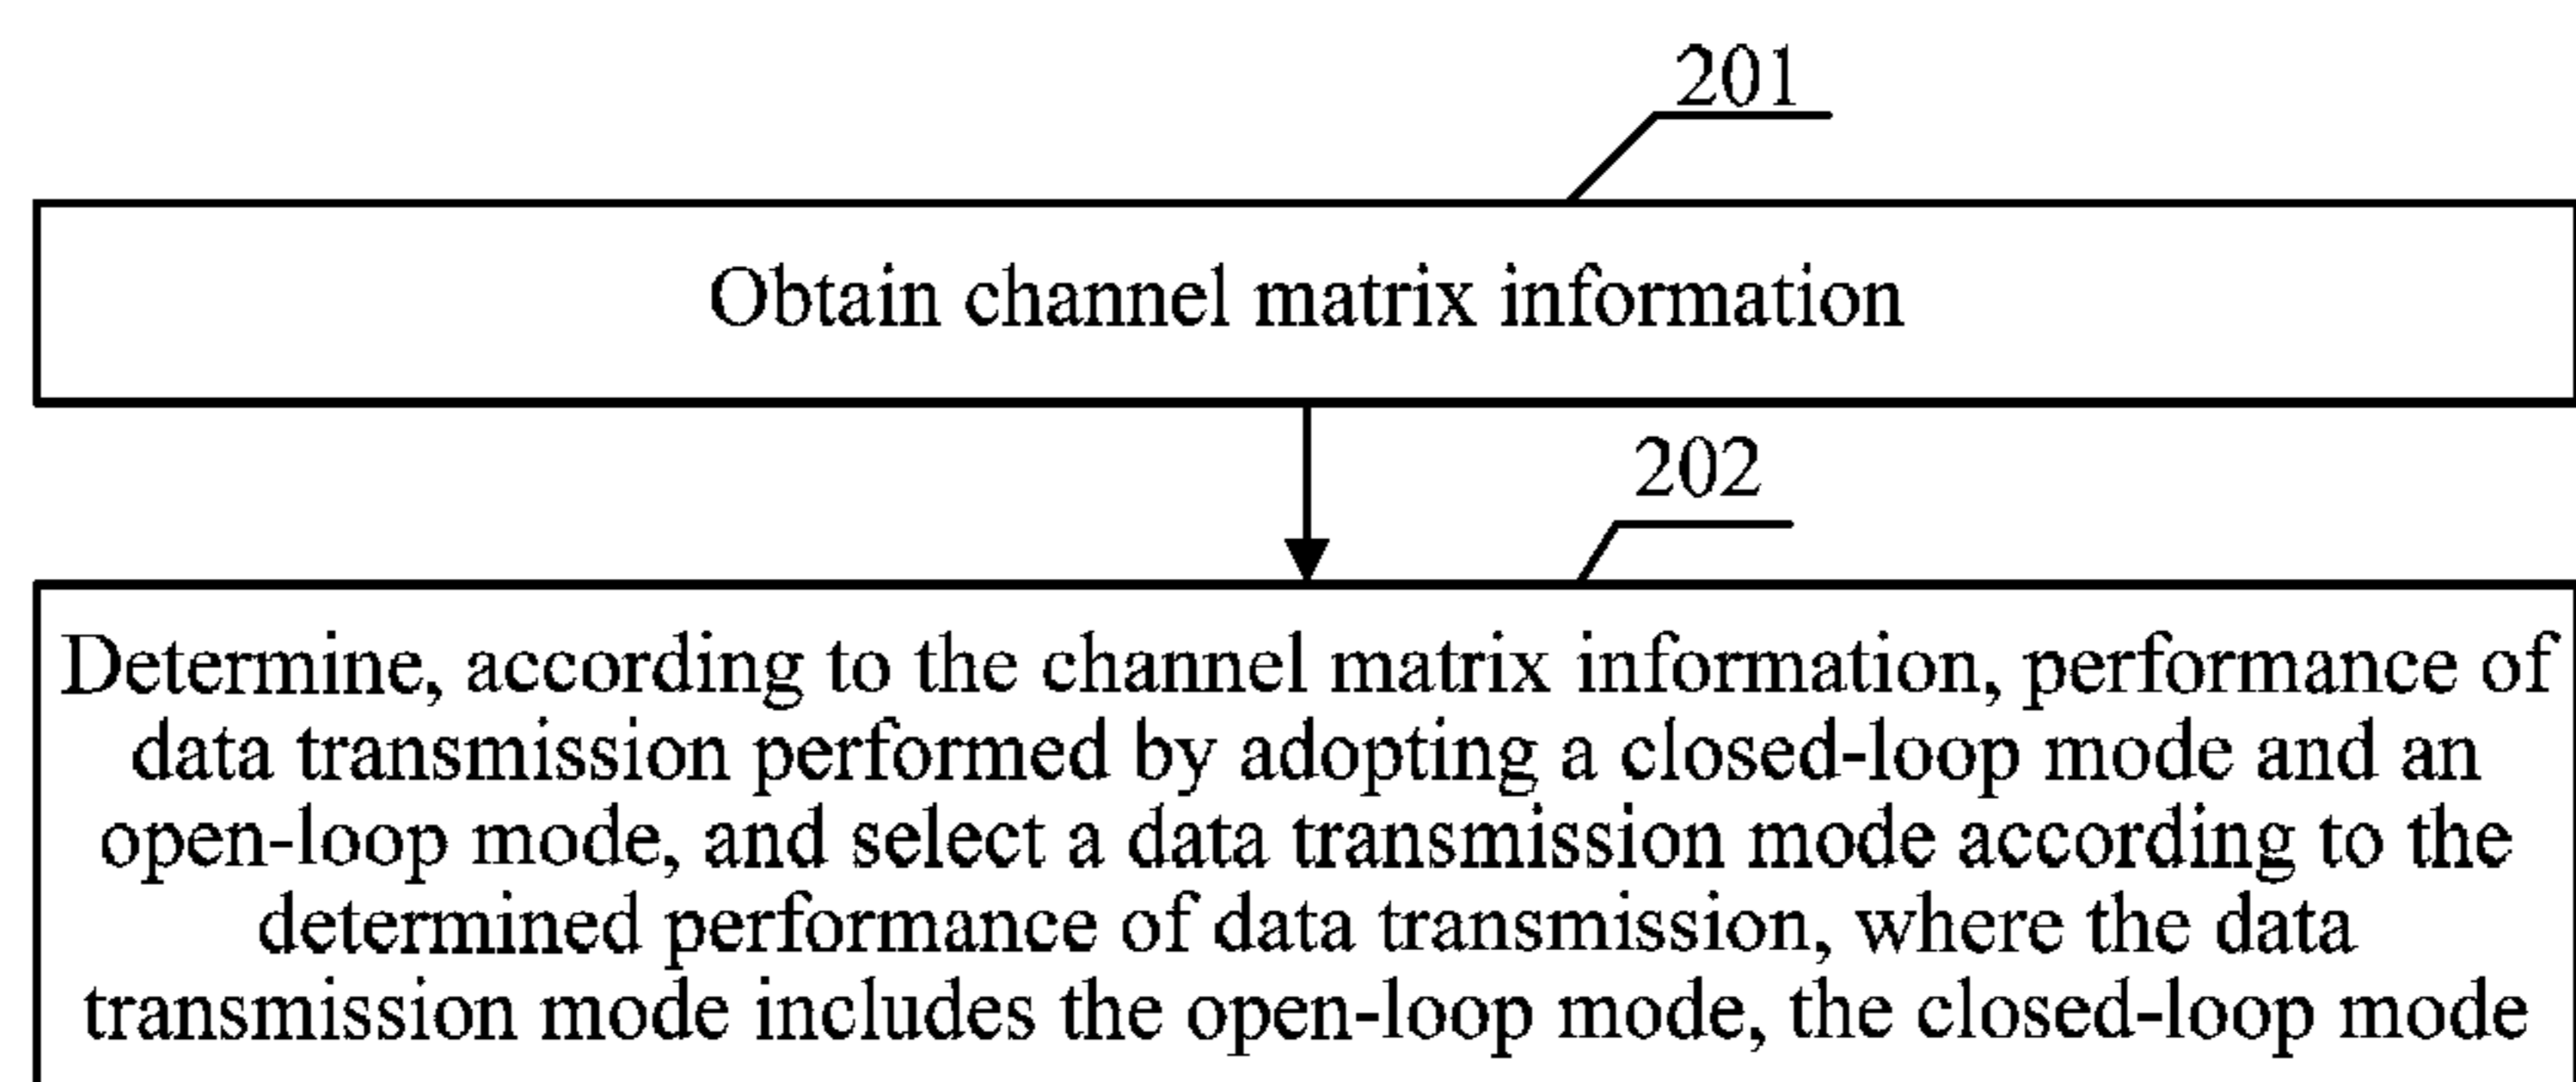 201
Obtain channel matrix information
202
Determine, according to the channel matrix information, performance of
data transmission performed by adopting a closed-loop mode and an
open-loop mode, and select a data transmission mode according to the
determined performance of data transmission, where the data
transmission mode includes the open-loop mode, the closed-loop mode